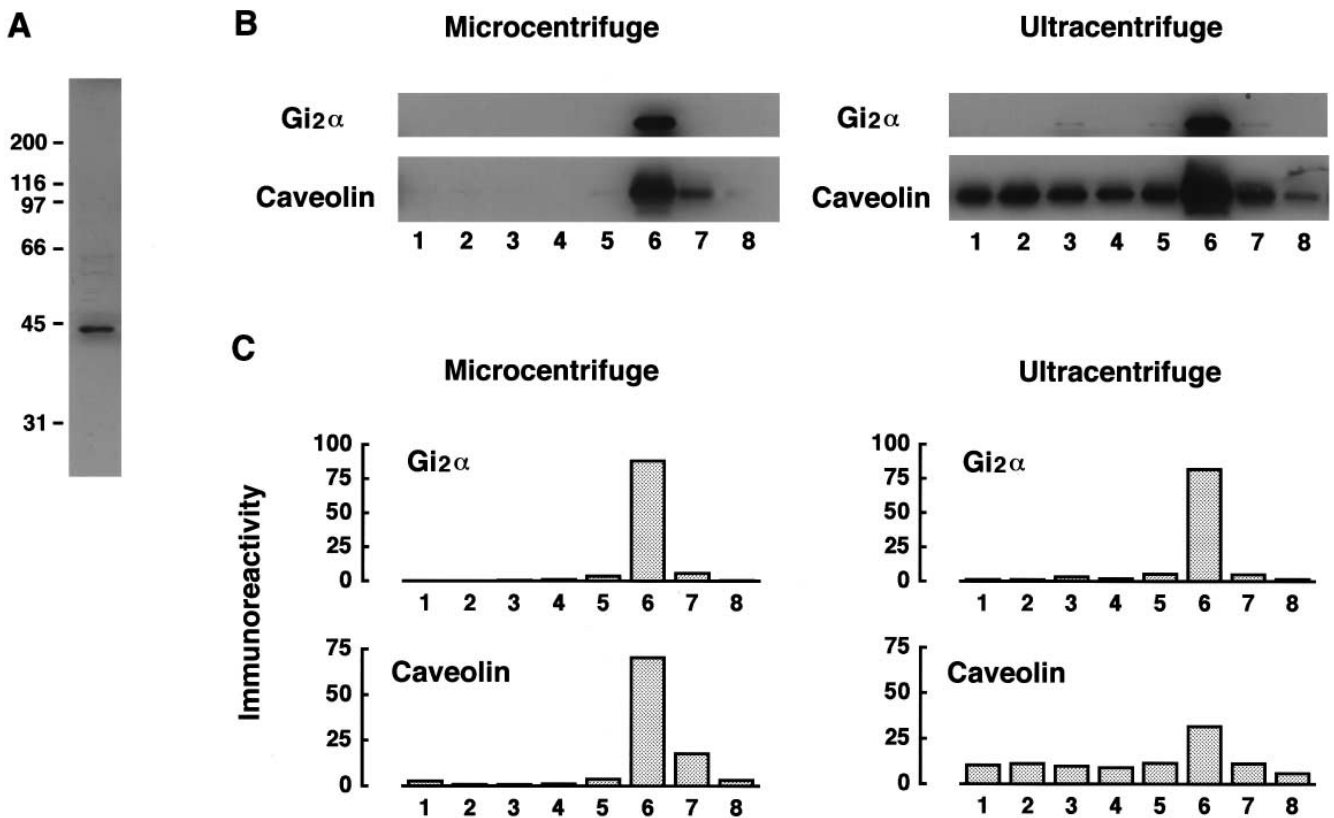 A
200
116
97
66
45
31
B
Microcentrifuge Ultracentrifuge
Gi2α Gi2α
Caveolin Caveolin
1 2 3 4 5 6 7 8 1 2 3 4 5 6 7 8
C
Microcentrifuge Ultracentrifuge
Immunoreactivity
100 75 50 25 0 Gi2α 100 75 50 25 0 Gi2α
1 2 3 4 5 6 7 8 1 2 3 4 5 6 7 8
75 50 25 0 Caveolin 75 50 25 0 Caveolin
1 2 3 4 5 6 7 8 1 2 3 4 5 6 7 8